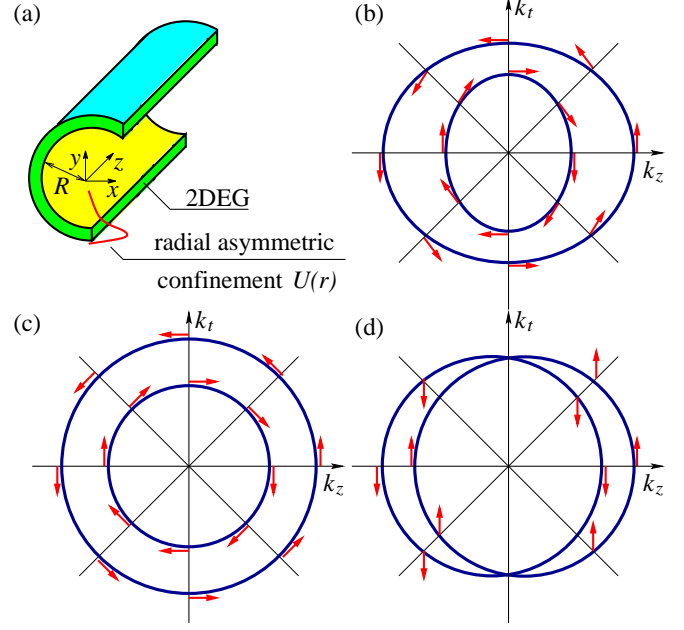 (a)
y
z
x
R
2DEG
radial asymmetric
confinement U(r)
(b)
k_t
k_z
(c)
k_t
k_z
(d)
k_t
k_z